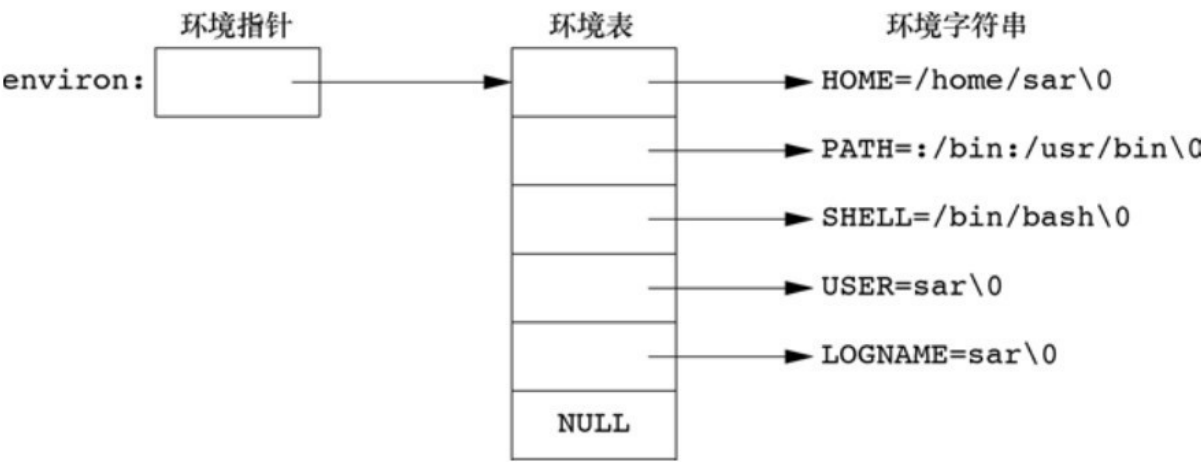 环境指针 环境表 环境字符串
environ: HOME=/home/sar\0
PATH=:/bin:/usr/bin\0
SHELL=/bin/bash\0
USER=sar\0
LOGNAME=sar\0
NULL